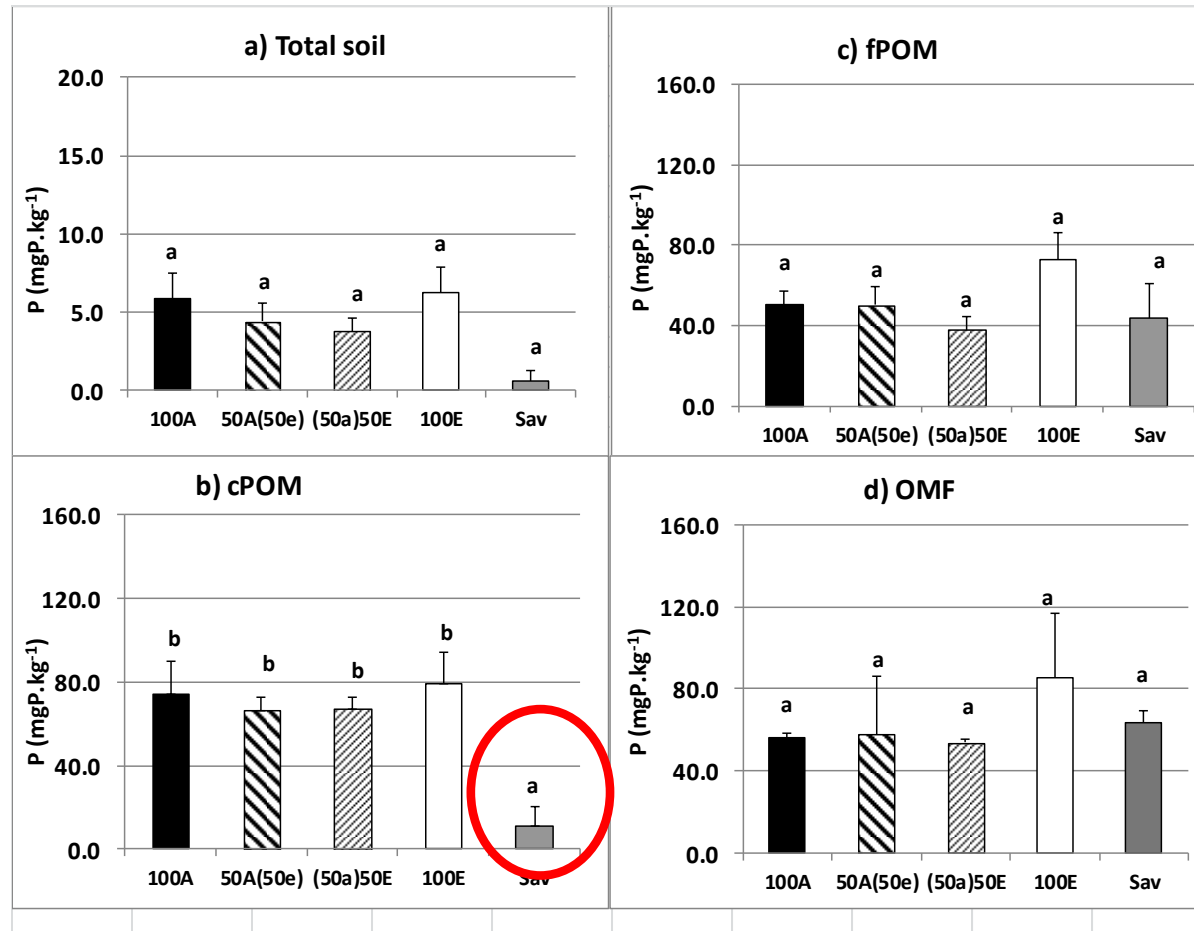 a) Total soil
20.0
15.0
10.0
5.0
0.0
P (mgP.kg-1)
a
a
a
a
a
100A
50A(50e)
(50a)50E
100E
Sav
b) cPOM
160.0
120.0
80.0
40.0
0.0
P (mgP.kg-1)
b
b
b
b
a
100A
50A(50e)
(50a)50E
100E
Sav
c) fPOM
160.0
120.0
80.0
40.0
0.0
P (mgP.kg-1)
a
a
a
a
a
100A
50A(50e)
(50a)50E
100E
Sav
d) OMF
160.0
120.0
80.0
40.0
0.0
P (mgP.kg-1)
a
a
a
a
a
100A
50A(50e)
(50a)50E
100E
Sav